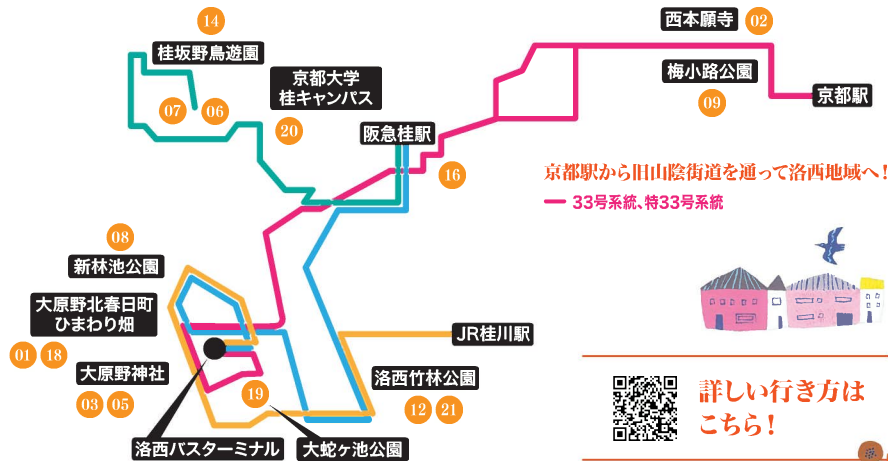 14
桂坂野鳥遊園
07
06
京都大学
桂キャンパス
20
阪急桂駅
16
西本願寺
02
梅小路公園
09
京都駅
京都駅から旧山陰街道を通って洛西地域へ!
33号系統、特33号系統
08
新林池公園
大原野北春日町
ひまわり畑
01
18
大原野神社
03
05
19
JR桂川駅
洛西竹林公園
12
21
洛西バスターミナル
大蛇ヶ池公園
詳しい行き方は
こちら!